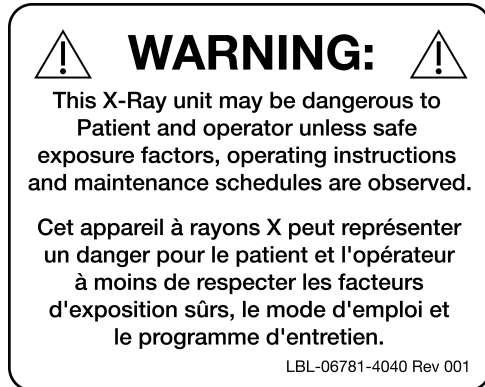 WARNING:
This X-Ray unit may be dangerous to
Patient and operator unless safe
exposure factors, operating instructions
and maintenance schedules are observed.
Cet appareil à rayons X peut représenter
un danger pour le patient et l'opérateur
à moins de respecter les facteurs
d'exposition sûrs, le mode d'emploi et
le programme d'entretien.
LBL-06781-4040 Rev 001